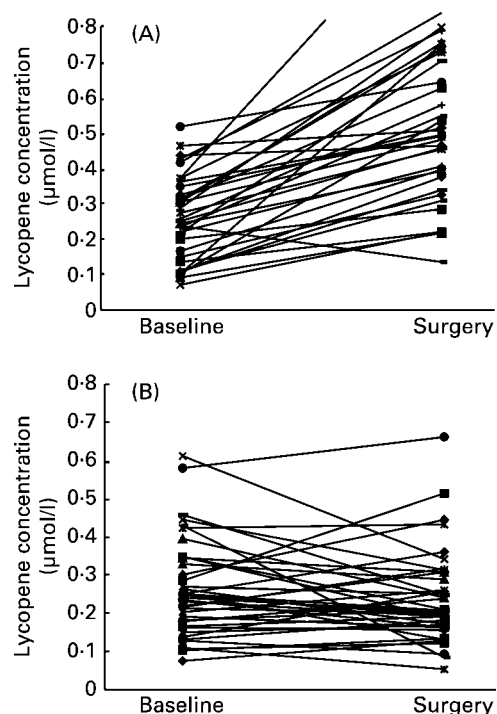 (A)
Lycopene concentration
(μmol/l)
0·8
0·7
0·6
0·5
0·4
0·3
0·2
0·1
0
Baseline Surgery
(B)
Lycopene concentration
(μmol/l)
0·8
0·7
0·6
0·5
0·4
0·3
0·2
0·1
0
Baseline Surgery